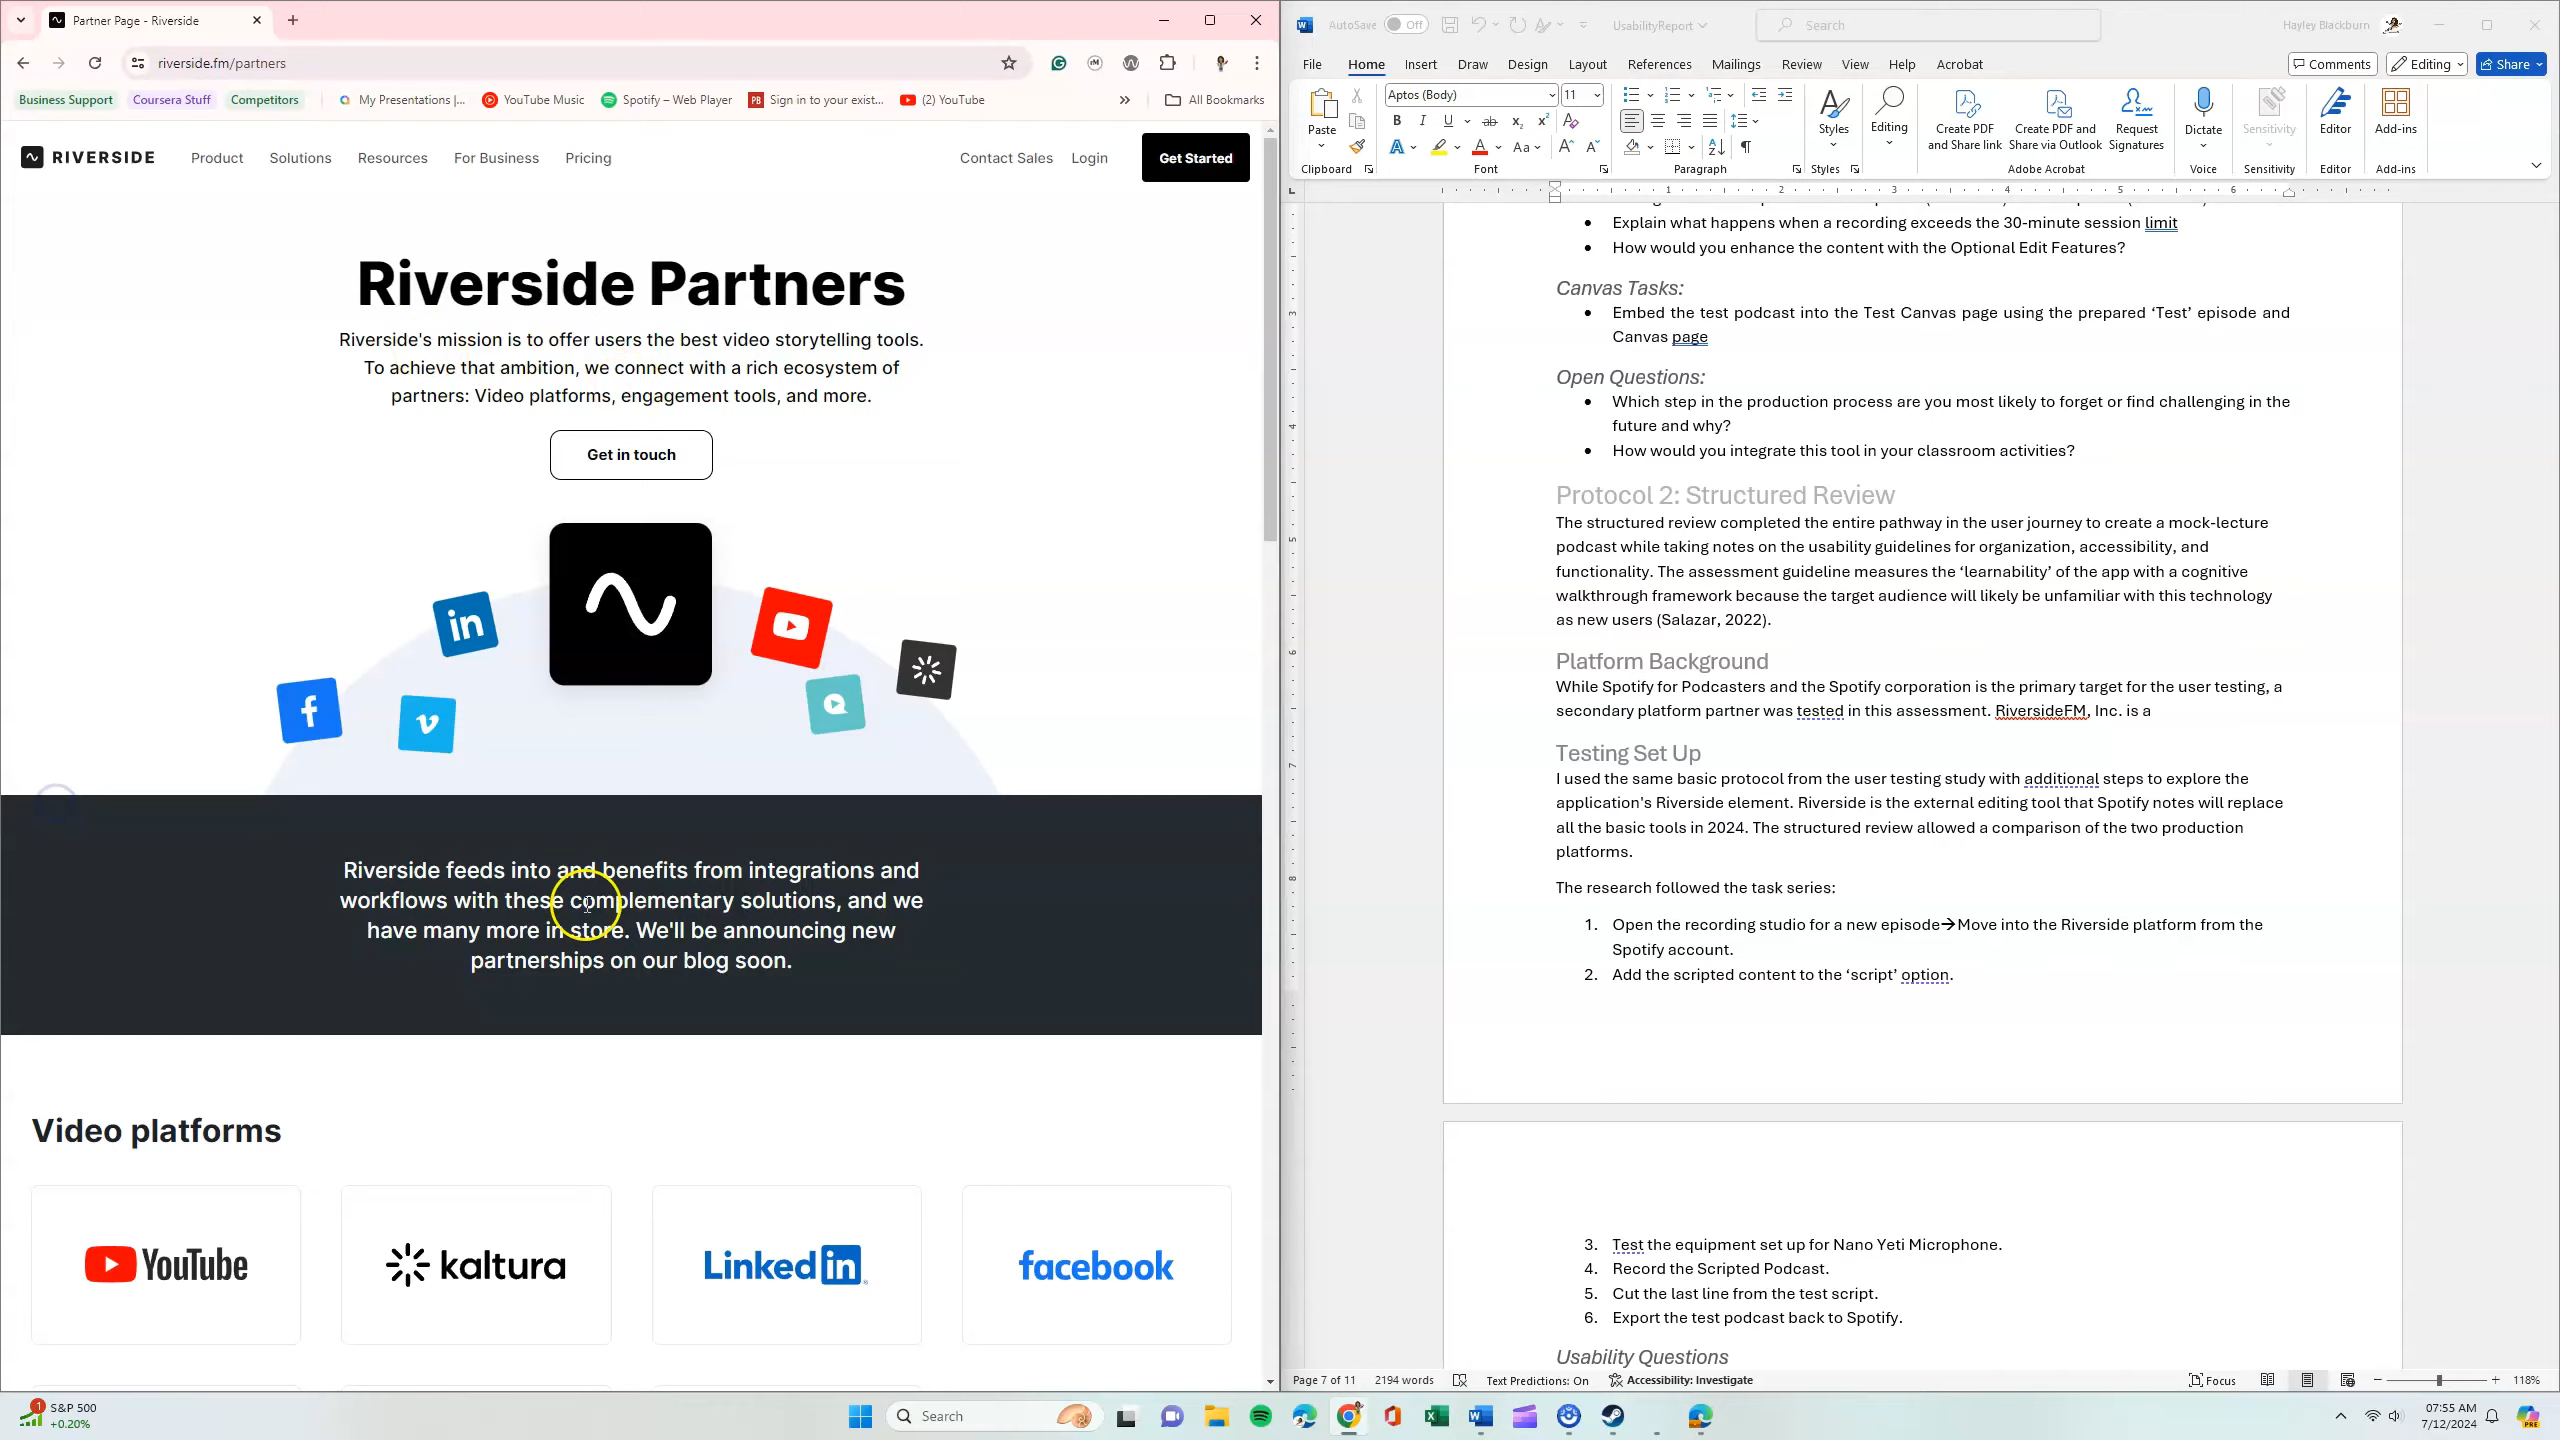 Partner Page - Riverside
riverside.fm/partners
Business Support
Coursera Stuff
Competitors
My Presentations |...
YouTube Music
Spotify – Web Player
Sign in to your exist...
(2) YouTube
All Bookmarks
RIVERSIDE
Product
Solutions
Resources
For Business
Pricing
Contact Sales
Login
Get Started
Riverside Partners
Riverside's mission is to offer users the best video storytelling tools.
To achieve that ambition, we connect with a rich ecosystem of
partners: Video platforms, engagement tools, and more.
Get in touch
Riverside feeds into and benefits from integrations and
workflows with these complementary solutions, and we
have many more in store. We'll be announcing new
partnerships on our blog soon.
Video platforms
YouTube
kaltura
Linked in
facebook
AutoSave
Off
UsabilityReport
Search
Hayley Blackburn
File
Home
Insert
Draw
Design
Layout
References
Mailings
Review
View
Help
Acrobat
Comments
Editing
Share
Paste
Clipboard
Aptos (Body)
11
Font
Paragraph
Styles
Styles
Editing
Create PDF
and Share link
Create PDF and
Share via Outlook
Request
Signatures
Adobe Acrobat
Dictate
Voice
Sensitivity
Sensitivity
Editor
Editor
Add-ins
Add-ins
Explain what happens when a recording exceeds the 30-minute session limit
How would you enhance the content with the Optional Edit Features?
Canvas Tasks:
Embed the test podcast into the Test Canvas page using the prepared ‘Test’ episode and
Canvas page
Open Questions:
Which step in the production process are you most likely to forget or find challenging in the
future and why?
How would you integrate this tool in your classroom activities?
Protocol 2: Structured Review
The structured review completed the entire pathway in the user journey to create a mock-lecture
podcast while taking notes on the usability guidelines for organization, accessibility, and
functionality. The assessment guideline measures the ‘learnability’ of the app with a cognitive
walkthrough framework because the target audience will likely be unfamiliar with this technology
as new users (Salazar, 2022).
Platform Background
While Spotify for Podcasters and the Spotify corporation is the primary target for the user testing, a
secondary platform partner was tested in this assessment. RiversideFM, Inc. is a
Testing Set Up
I used the same basic protocol from the user testing study with additional steps to explore the
application's Riverside element. Riverside is the external editing tool that Spotify notes will replace
all the basic tools in 2024. The structured review allowed a comparison of the two production
platforms.
The research followed the task series:
1. Open the recording studio for a new episode→Move into the Riverside platform from the
Spotify account.
2. Add the scripted content to the ‘script’ option.
3. Test the equipment set up for Nano Yeti Microphone.
4. Record the Scripted Podcast.
5. Cut the last line from the test script.
6. Export the test podcast back to Spotify.
Usability Questions
Page 7 of 11
2194 words
Text Predictions: On
Accessibility: Investigate
Focus
118%
S&P 500
+0.20%
Search
07:55 AM
7/12/2024